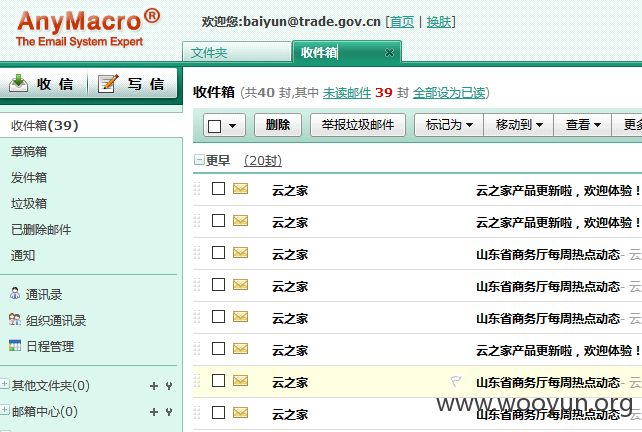 AnyMacro®
The Email System Expert
欢迎您:baiyun@trade.gov.cn [首页 | 换肤]
文件夹
收件箱
收信 写信
收件箱(共40 封,其中 未读邮件 39 封 全部设为已读)
删除 举报垃圾邮件 标记为 移动到 查看 更多
收件箱(39)
草稿箱
发件箱
垃圾箱
已删除邮件
通知
通讯录
组织通讯录
日程管理
其他文件夹(0)
邮箱中心(0)
更早 (20封)
云之家 云之家产品更新啦，欢迎体验！
云之家 云之家产品更新啦，欢迎体验！
云之家 山东省商务厅每周热点动态- 云
云之家 山东省商务厅每周热点动态- 云
云之家 山东省商务厅每周热点动态- 云
云之家 云之家产品更新啦，欢迎体验！
云之家 山东省商务厅每周热点动态- 云
云之家 山东省商务厅每周热点动态- 云
www.wooyun.org